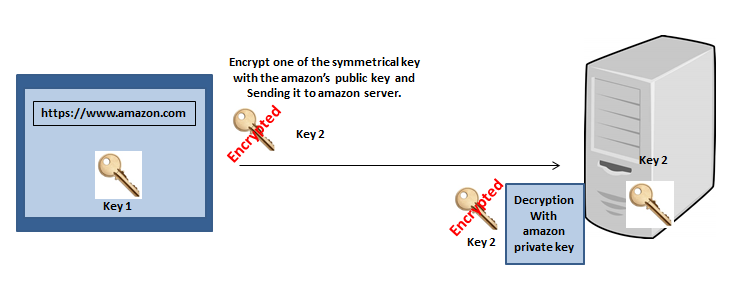 Encrypt one of the symmetrical key
with the amazon's public key and
Sending it to amazon server.
https://www.amazon.com
Encrypted
Key 2
Key 1
Encrypted
Key 2
Decryption
With
amazon
private key
Key 2